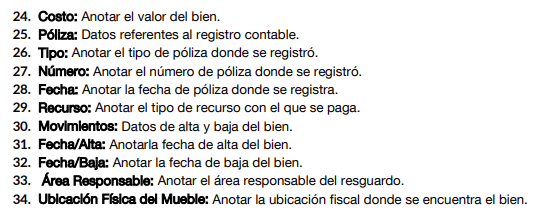 24. Costo: Anotar el valor del bien.
25. Póliza: Datos referentes al registro contable.
26. Tipo: Anotar el tipo de póliza donde se registró.
27. Número: Anotar el número de póliza donde se registró.
28. Fecha: Anotar la fecha de póliza donde se registra.
29. Recurso: Anotar el tipo de recurso con el que se paga.
30. Movimientos: Datos de alta y baja del bien.
31. Fecha/Alta: Anotarla fecha de alta del bien.
32. Fecha/Baja: Anotar la fecha de baja del bien.
33. Área Responsable: Anotar el área responsable del resguardo.
34. Ubicación Física del Mueble: Anotar la ubicación fiscal donde se encuentra el bien.